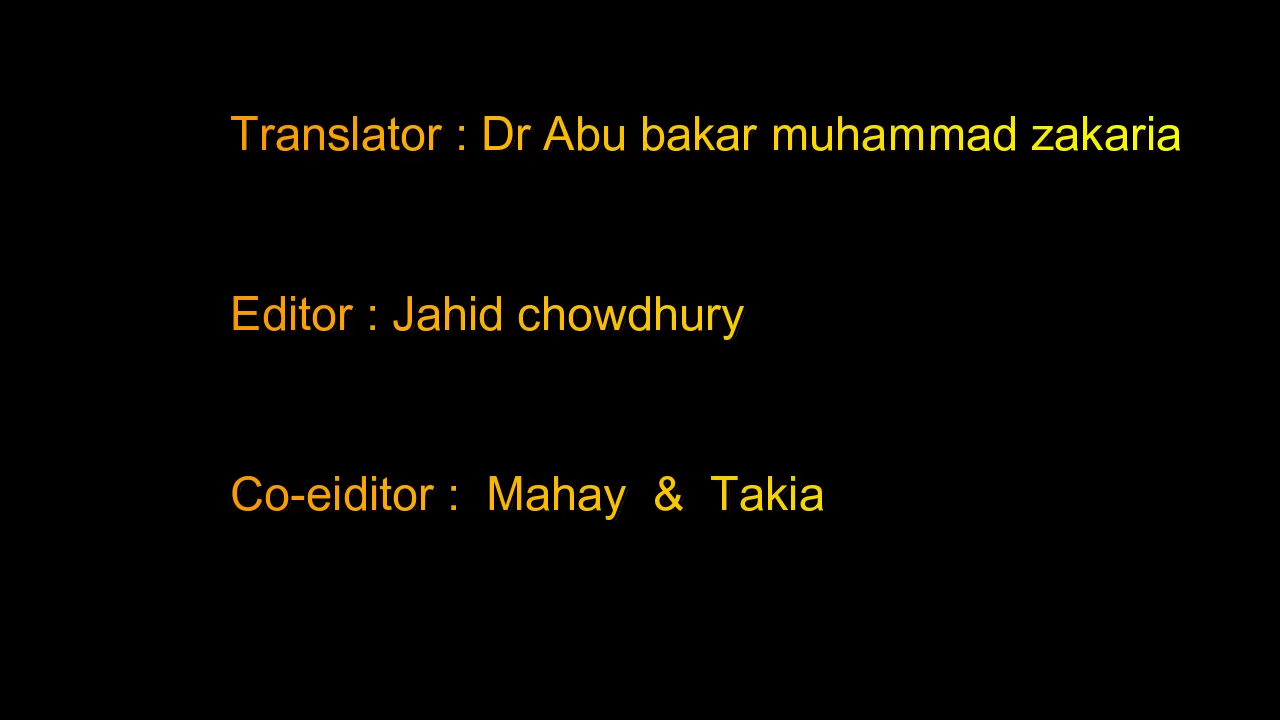 Translator : Dr Abu bakar muhammad zakaria
Editor : Jahid chowdhury
Co-eiditor : Mahay & Takia